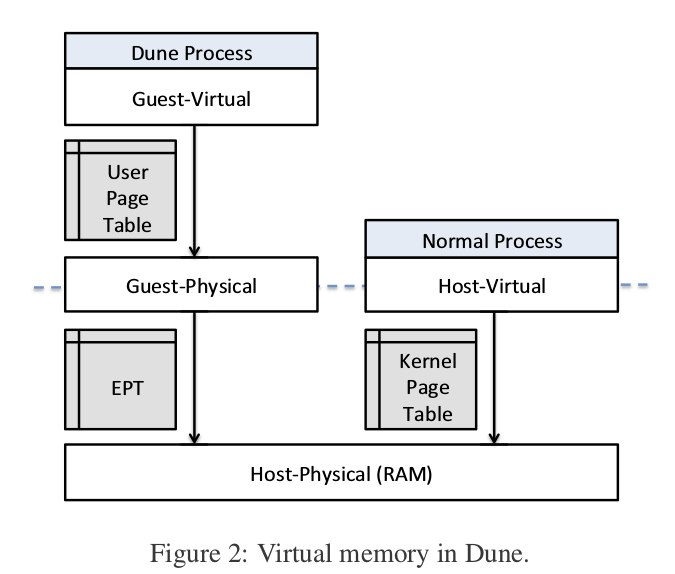 Dune Process
Guest-Virtual
User
Page
Table
Normal Process
Guest-Physical
Host-Virtual
EPT
Kernel
Page
Table
Host-Physical (RAM)
Figure 2: Virtual memory in Dune.